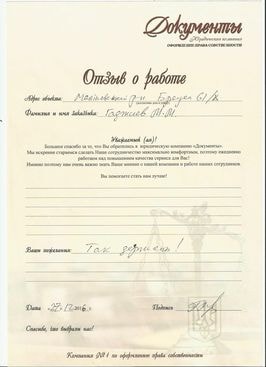 Документы
Юридическая компания
ОФОРМЛЕНИЕ ПРАВА СОБСТВЕННОСТИ
Отзыв о работе
Адрес объекта: Малиновский р-н
Фамилия и имя заказчика: Гаджиев М.М.
Уважаемый (ая)!
Большое спасибо за то, что Вы обратились в юридическую компанию «Документы».
Мы искренне стараемся сделать Наше сотрудничество максимально комфортным, поэтому ежедневно
работаем над повышением качества сервиса для Вас!
Именно поэтому нам очень важно знать Ваше мнение о нашей компании и работе наших сотрудников.
Вы помогаете стать нам лучше!
Ваши пожелания: Так держать!
Дата
Подпись
Спасибо, что выбрали нас!
Компания №1 по оформлению права собственности